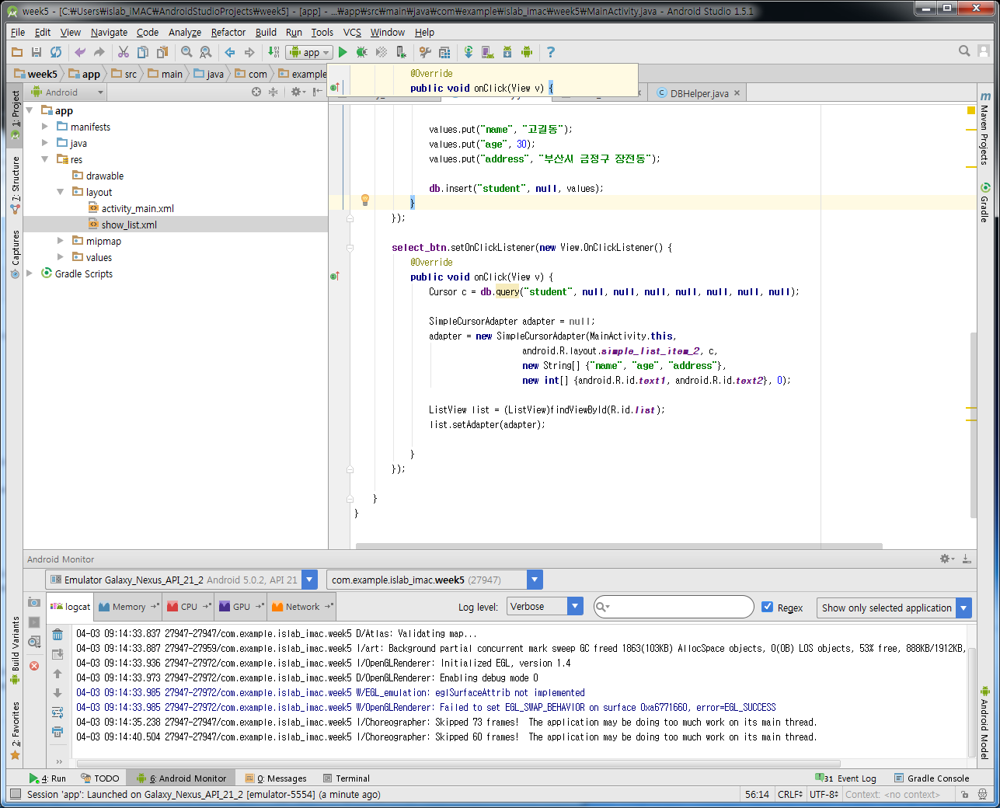 week5 - [C:₩Users₩islab_iMAC₩AndroidStudioProjects₩week5] - [app] - ...₩app₩src₩main₩java₩com₩example₩islab_imac₩week5₩MainActivity.java - Android Studio 1.5.1
File Edit View Navigate Code Analyze Refactor Build Run Tools VCS Window Help
app
week5 app src main java com example
@Override
public void onClick(View v) {
Android
DBHelper.java
1: Project
7: Structure
Captures
Build Variants
2: Favorites
app
manifests
java
res
drawable
layout
activity_main.xml
show_list.xml
mipmap
values
Gradle Scripts
values.put("name", "고길동");
values.put("age", 30);
values.put("address", "부산시 금정구 장전동");
db.insert("student", null, values);
}
});
select_btn.setOnClickListener(new View.OnClickListener() {
@Override
public void onClick(View v) {
Cursor c = db.query("student", null, null, null, null, null, null, null);
SimpleCursorAdapter adapter = null;
adapter = new SimpleCursorAdapter(MainActivity.this,
android.R.layout.simple_list_item_2, c,
new String[] {"name", "age", "address"},
new int[] {android.R.id.text1, android.R.id.text2}, 0);
ListView list = (ListView)findViewById(R.id.list);
list.setAdapter(adapter);
}
});
}
}
Maven Projects
Gradle
Android Model
Android Monitor
Emulator Galaxy_Nexus_API_21_2 Android 5.0.2, API 21
com.example.islab_imac.week5 (27947)
logcat Memory CPU GPU Network Log level: Verbose Regex Show only selected application
04-03 09:14:33.837 27947-27947/com.example.islab_imac.week5 D/Atlas: Validating map...
04-03 09:14:33.887 27947-27959/com.example.islab_imac.week5 I/art: Background partial concurrent mark sweep GC freed 1863(103KB) AllocSpace objects, 0(0B) LOS objects, 53% free, 888KB/1912KB,
04-03 09:14:33.936 27947-27972/com.example.islab_imac.week5 I/OpenGLRenderer: Initialized EGL, version 1.4
04-03 09:14:33.973 27947-27972/com.example.islab_imac.week5 D/OpenGLRenderer: Enabling debug mode 0
04-03 09:14:33.985 27947-27972/com.example.islab_imac.week5 W/EGL_emulation: eglSurfaceAttrib not implemented
04-03 09:14:33.985 27947-27972/com.example.islab_imac.week5 W/OpenGLRenderer: Failed to set EGL_SWAP_BEHAVIOR on surface 0xa6771660, error=EGL_SUCCESS
04-03 09:14:35.238 27947-27947/com.example.islab_imac.week5 I/Choreographer: Skipped 73 frames! The application may be doing too much work on its main thread.
04-03 09:14:40.504 27947-27947/com.example.islab_imac.week5 I/Choreographer: Skipped 60 frames! The application may be doing too much work on its main thread.
4: Run TODO 6: Android Monitor 0: Messages Terminal 31 Event Log Gradle Console
Session 'app': Launched on Galaxy_Nexus_API_21_2 [emulator-5554] (a minute ago) 56:14 CRLF UTF-8 Context: <no context>